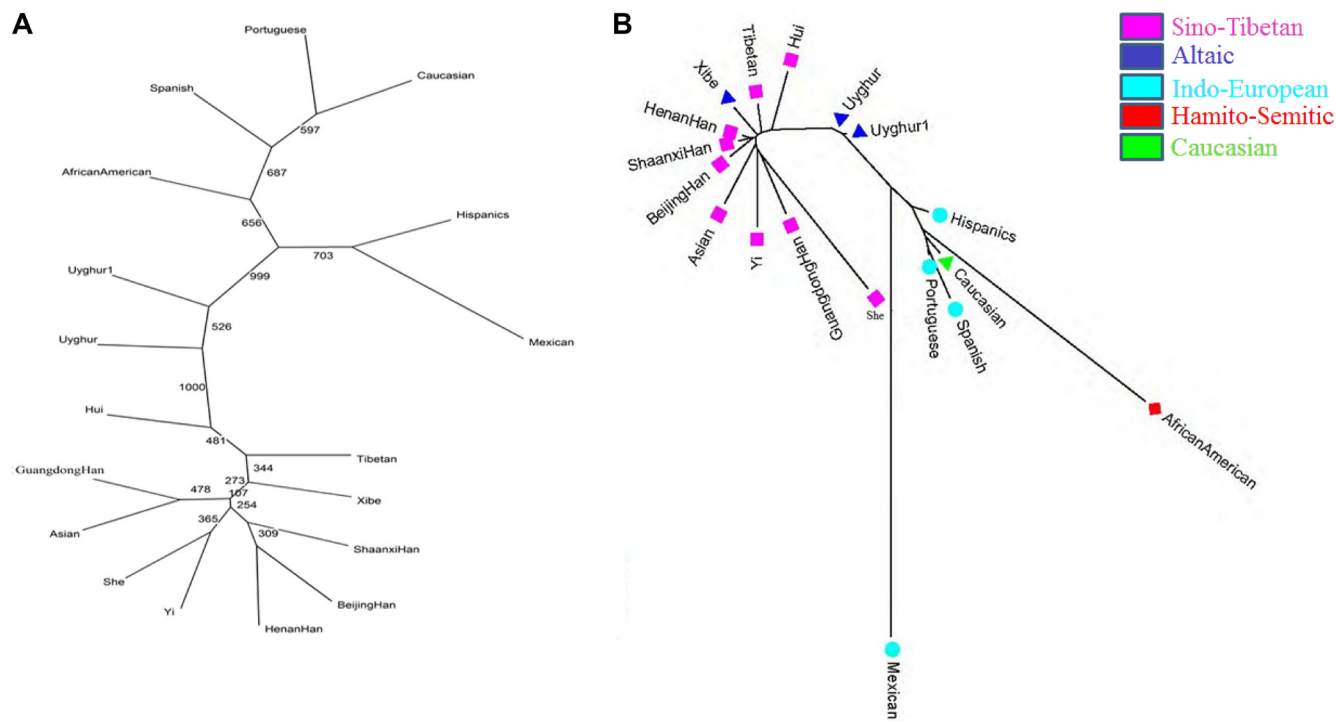 A
Portuguese
Caucasian
Spanish
597
687
AfricanAmerican
656
Hispanics
703
999
Uyghur1
526
Uyghur
Mexican
1000
Hui
481
Tibetan
344
GuangdongHan
273
478
107
Xibe
254
365
Asian
309
ShaanxiHan
She
Yi
BeijingHan
HenanHan
B
Hui
Tibetan
Xibe
HenanHan
ShaanxiHan
BeijingHan
Asian
Yi
GuangdongHan
She
Uyghur
Uyghur1
Hispanics
Caucasian
Portuguese
Spanish
AfricanAmerican
Mexican
Sino-Tibetan
Altaic
Indo-European
Hamito-Semitic
Caucasian